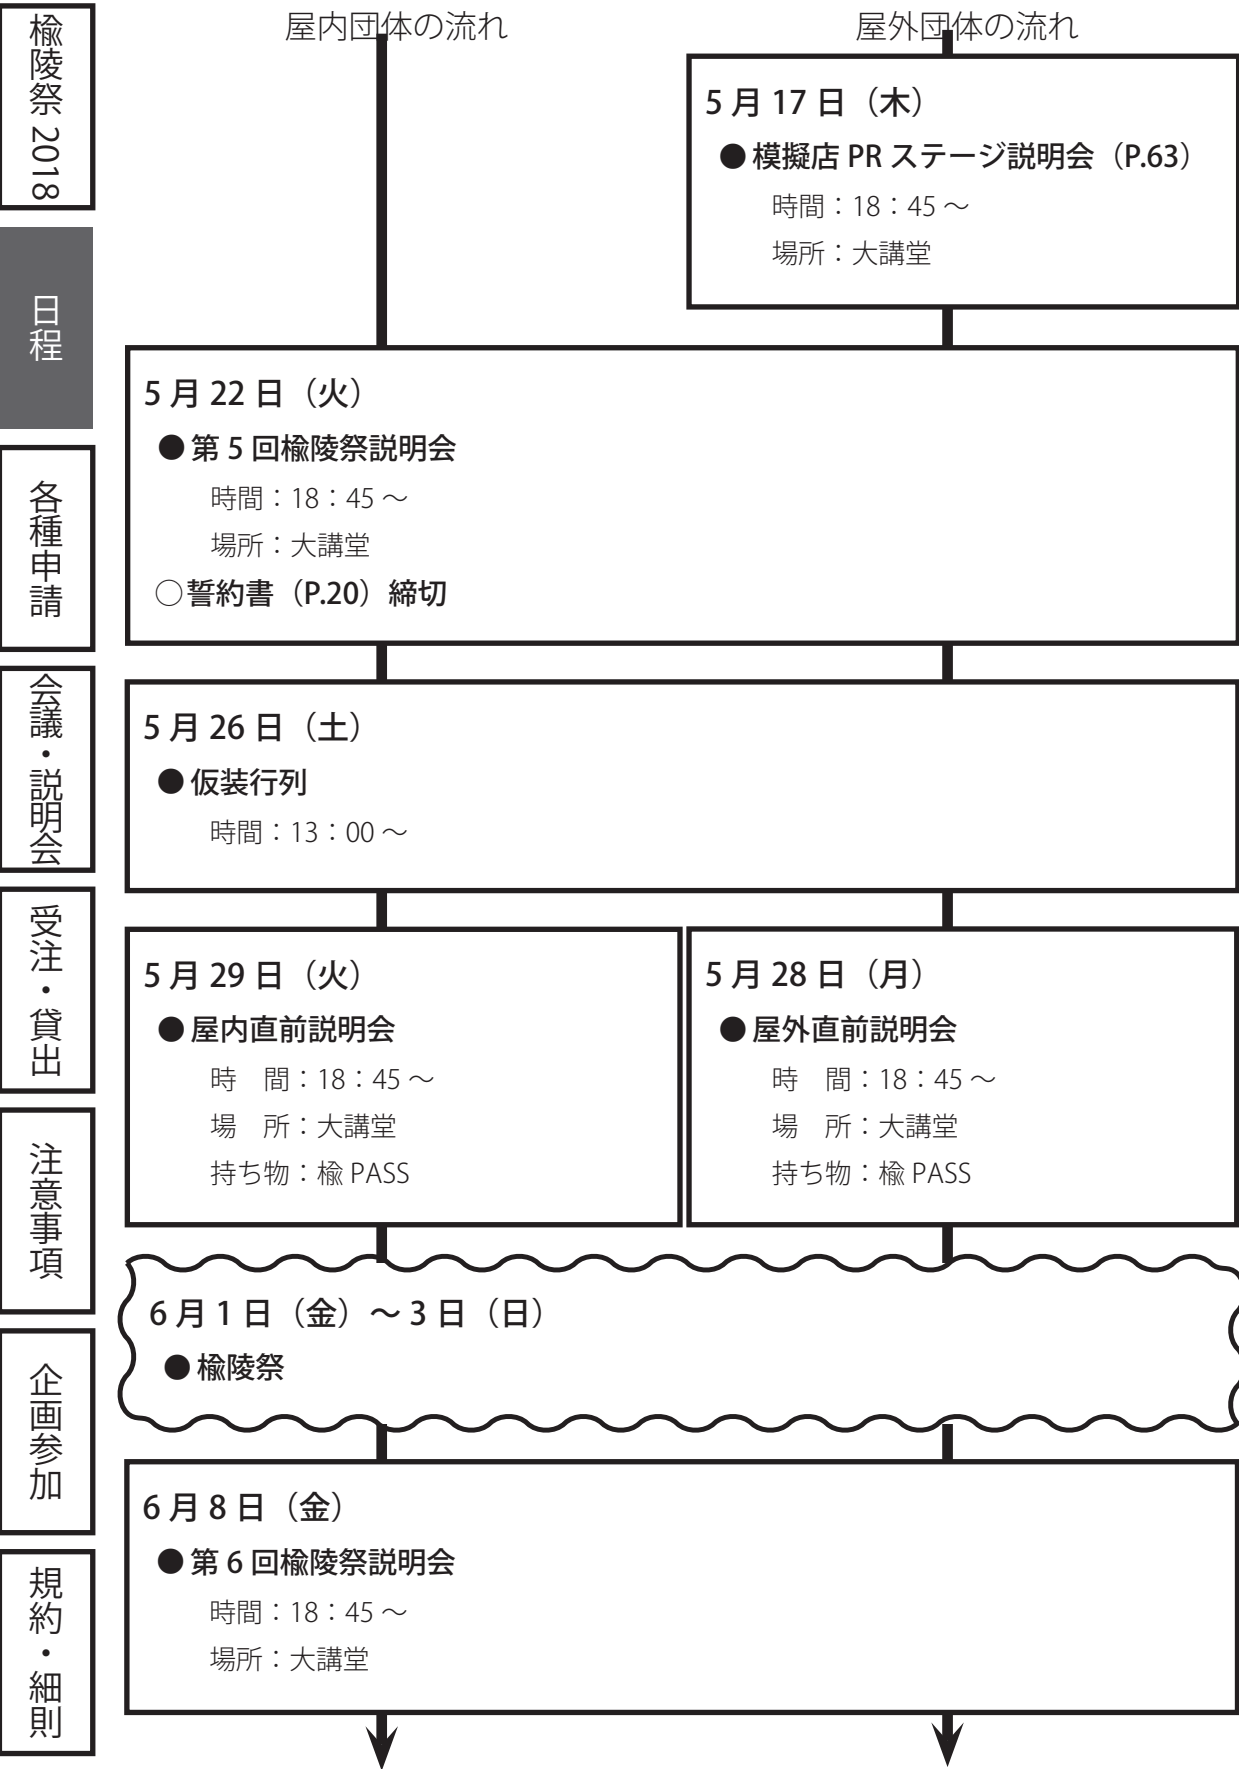 楡陵祭 2018
日程
各種申請
会議・説明会
受注・貸出
注意事項
企画参加
規約・細則
屋内団体の流れ
屋外団体の流れ
5 月 17 日（木）
●模擬店 PR ステージ説明会（P.63）
時間：18：45 ～
場所：大講堂
5 月 22 日（火）
●第 5 回楡陵祭説明会
時間：18：45 ～
場所：大講堂
○誓約書（P.20）締切
5 月 26 日（土）
●仮装行列
時間：13：00 ～
5 月 29 日（火）
●屋内直前説明会
時　間：18：45 ～
場　所：大講堂
持ち物：楡 PASS
5 月 28 日（月）
●屋外直前説明会
時　間：18：45 ～
場　所：大講堂
持ち物：楡 PASS
6 月 1 日（金）～ 3 日（日）
●楡陵祭
6 月 8 日（金）
●第 6 回楡陵祭説明会
時間：18：45 ～
場所：大講堂